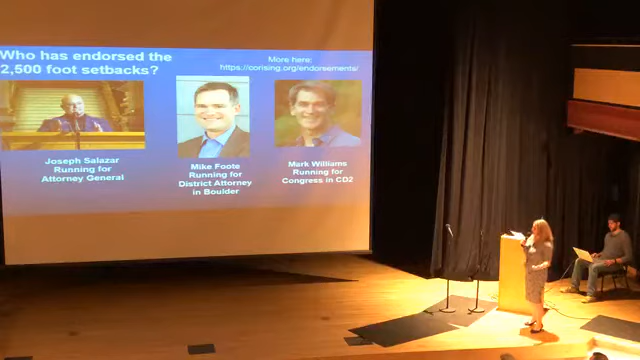 Who has endorsed the
2,500 foot setbacks?
More here:
https://corising.org/endorsements/
Joseph Salazar
Running for
Attorney General
Mike Foote
Running for
District Attorney
in Boulder
Mark Williams
Running for
Congress in CD2